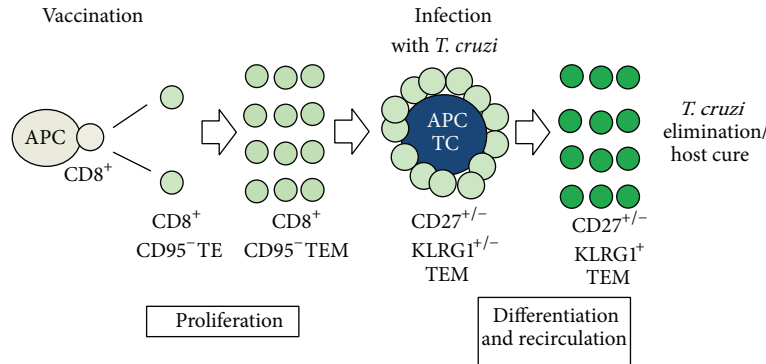 Vaccination
Infection
with T. cruzi
APC
CD8⁺
CD8⁺
CD95⁻TE
CD8⁺
CD95⁻TEM
APC
TC
CD27⁺/⁻
KLRG1⁺/⁻
TEM
CD27⁺/⁻
KLRG1⁺
TEM
T. cruzi
elimination/
host cure
Proliferation
Differentiation
and recirculation